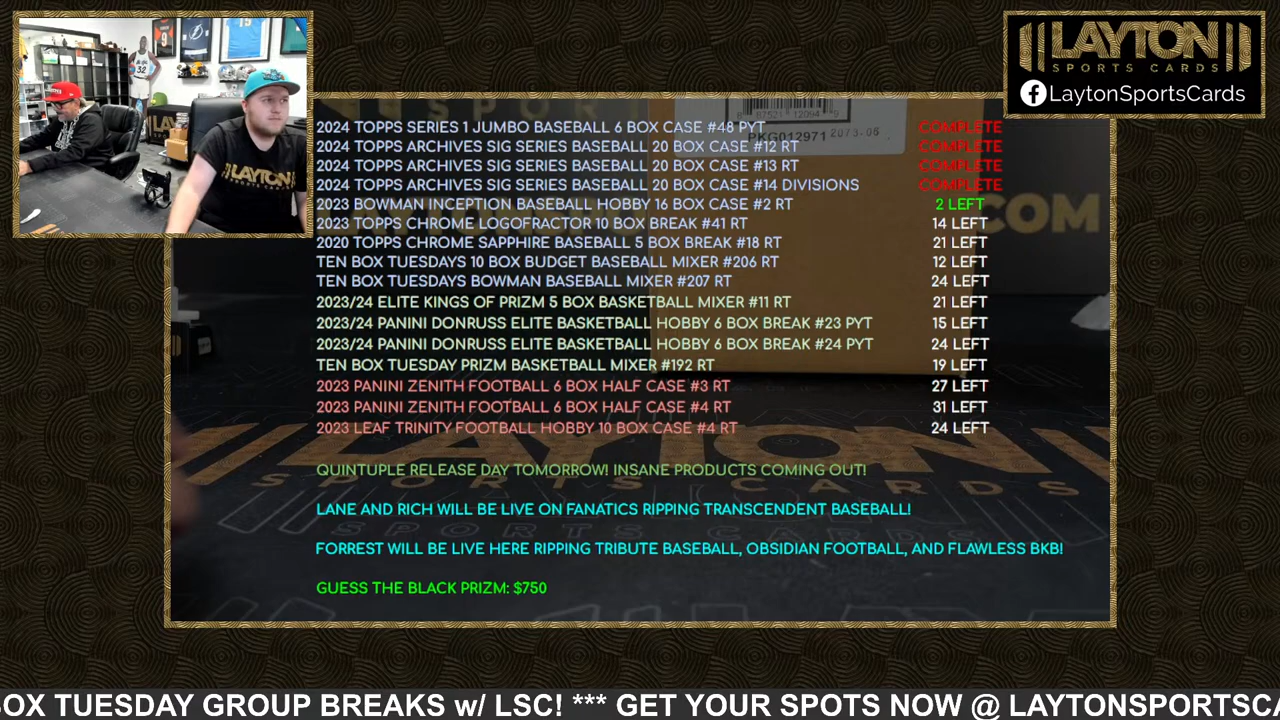 LAYTON
SPORTS CARDS
LaytonSportsCards
2024 TOPPS SERIES 1 JUMBO BASEBALL 6 BOX CASE #48 PYT COMPLETE
2024 TOPPS ARCHIVES SIG SERIES BASEBALL 20 BOX CASE #12 RT COMPLETE
2024 TOPPS ARCHIVES SIG SERIES BASEBALL 20 BOX CASE #13 RT COMPLETE
2024 TOPPS ARCHIVES SIG SERIES BASEBALL 20 BOX CASE #14 DIVISIONS COMPLETE
2023 BOWMAN INCEPTION BASEBALL HOBBY 16 BOX CASE #2 RT 2 LEFT
2023 TOPPS CHROME LOGOFRACTOR 10 BOX BREAK #41 RT 14 LEFT
2020 TOPPS CHROME SAPPHIRE BASEBALL 5 BOX BREAK #18 RT 21 LEFT
TEN BOX TUESDAYS 10 BOX BUDGET BASEBALL MIXER #206 RT 12 LEFT
TEN BOX TUESDAYS BOWMAN BASEBALL MIXER #207 RT 24 LEFT
2023/24 ELITE KINGS OF PRIZM 5 BOX BASKETBALL MIXER #11 RT 21 LEFT
2023/24 PANINI DONRUSS ELITE BASKETBALL HOBBY 6 BOX BREAK #23 PYT 15 LEFT
2023/24 PANINI DONRUSS ELITE BASKETBALL HOBBY 6 BOX BREAK #24 PYT 24 LEFT
TEN BOX TUESDAY PRIZM BASKETBALL MIXER #192 RT 19 LEFT
2023 PANINI ZENITH FOOTBALL 6 BOX HALF CASE #3 RT 27 LEFT
2023 PANINI ZENITH FOOTBALL 6 BOX HALF CASE #4 RT 31 LEFT
2023 LEAF TRINITY FOOTBALL HOBBY 10 BOX CASE #4 RT 24 LEFT
QUINTUPLE RELEASE DAY TOMORROW! INSANE PRODUCTS COMING OUT!
LANE AND RICH WILL BE LIVE ON FANATICS RIPPING TRANSCENDENT BASEBALL!
FORREST WILL BE LIVE HERE RIPPING TRIBUTE BASEBALL, OBSIDIAN FOOTBALL, AND FLAWLESS BKB!
GUESS THE BLACK PRIZM: $750
PKG012971
LAYTON
SPORTS CARDS
OX TUESDAY GROUP BREAKS w/ LSC! *** GET YOUR SPOTS NOW @ LAYTONSPORTSCA